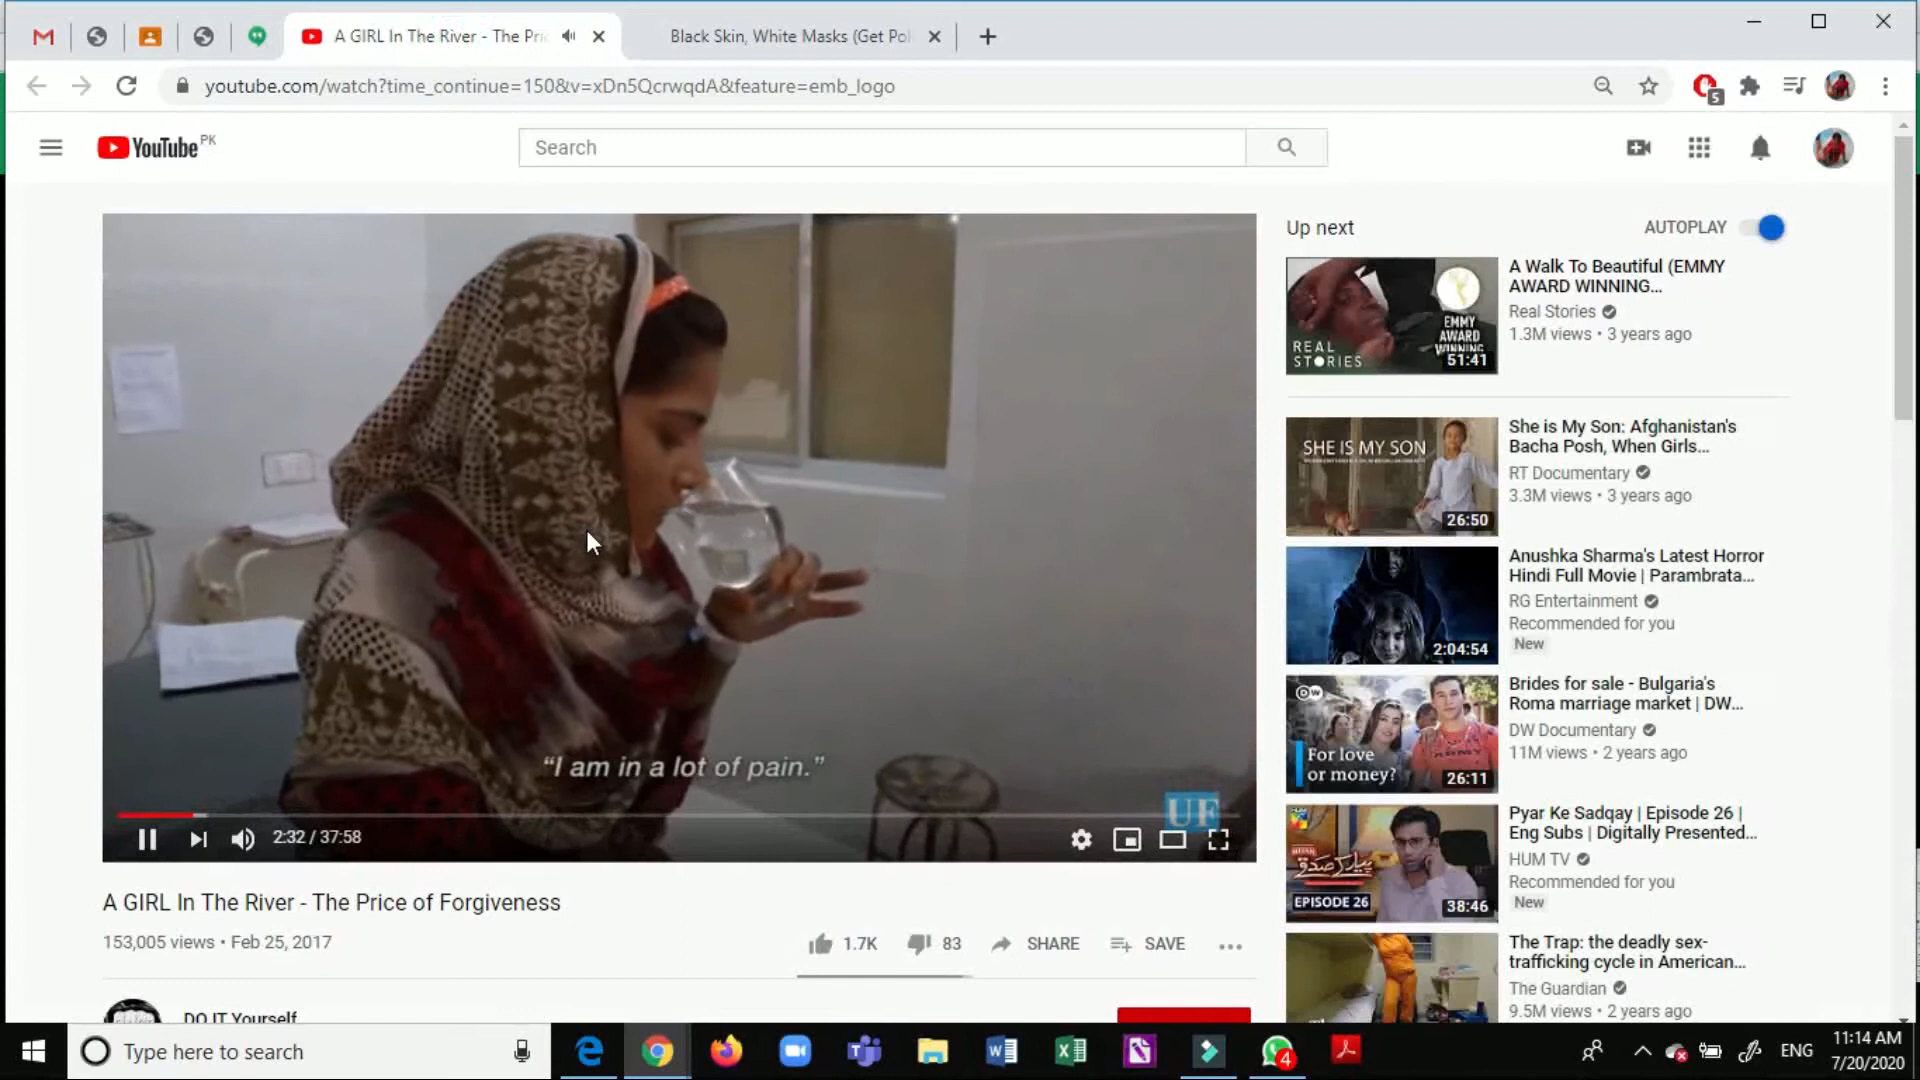 A GIRL In The River - The Pric
Black Skin, White Masks (Get Pol
youtube.com/watch?time_continue=150&v=xDn5QcrwqdA&feature=emb_logo
5
YouTube PK
Search
Up next
AUTOPLAY
EMMY AWARD WINNING
REAL STORIES
51:41
A Walk To Beautiful (EMMY
AWARD WINNING...
Real Stories
1.3M views • 3 years ago
SHE IS MY SON
26:50
She is My Son: Afghanistan's
Bacha Posh, When Girls...
RT Documentary
3.3M views • 3 years ago
2:04:54
Anushka Sharma's Latest Horror
Hindi Full Movie | Parambrata...
RG Entertainment
Recommended for you
New
DW
For love
or money?
26:11
Brides for sale - Bulgaria's
Roma marriage market | DW...
DW Documentary
11M views • 2 years ago
EPISODE 26
38:46
Pyar Ke Sadqay | Episode 26 |
Eng Subs | Digitally Presented...
HUM TV
Recommended for you
New
The Trap: the deadly sex-
trafficking cycle in American...
The Guardian
9.5M views • 2 years ago
“I am in a lot of pain.”
UF
2:32 / 37:58
A GIRL In The River - The Price of Forgiveness
153,005 views • Feb 25, 2017
1.7K
83
SHARE
SAVE
DO IT Yourself
Type here to search
4
ENG
11:14 AM
7/20/2020